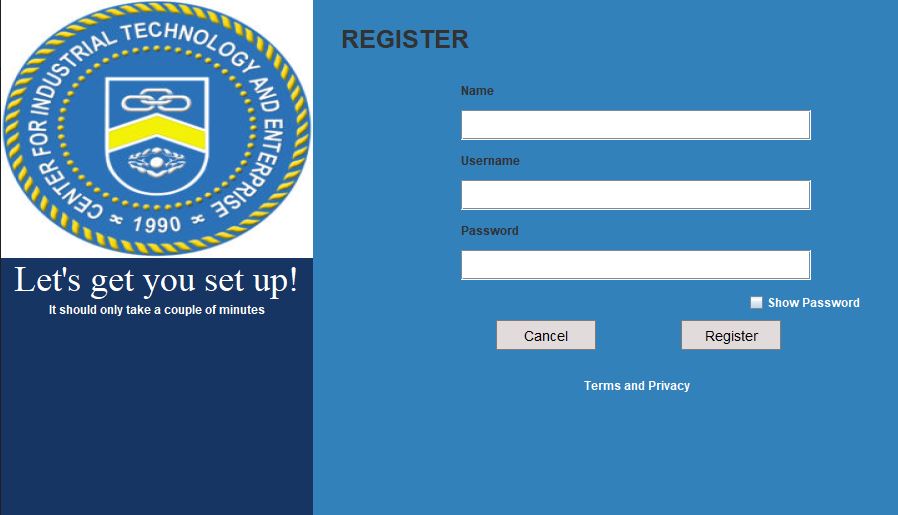 CENTER FOR INDUSTRIAL TECHNOLOGY AND ENTERPRISE
1990
Let's get you set up!
It should only take a couple of minutes
REGISTER
Name
Username
Password
Show Password
Cancel
Register
Terms and Privacy